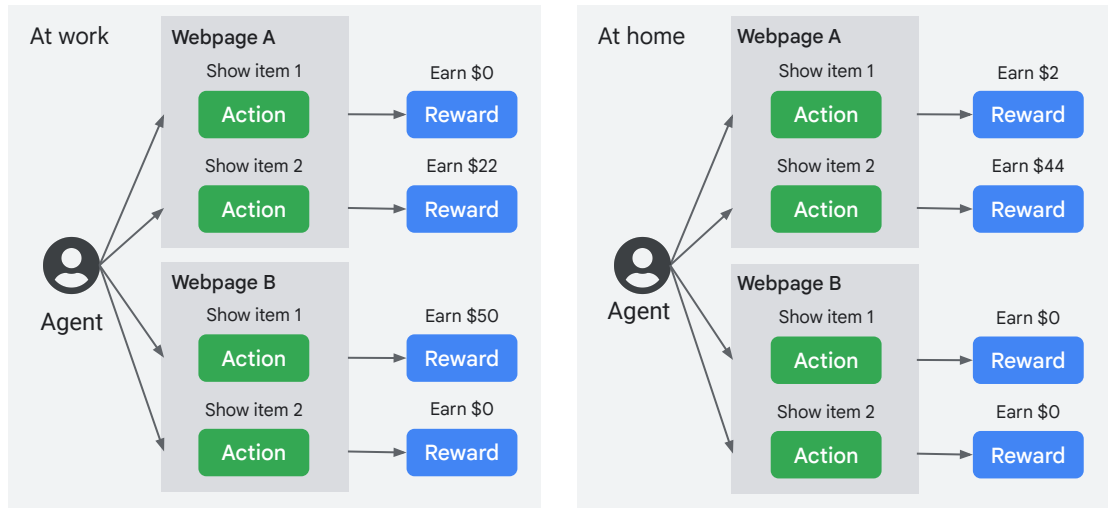 At work
Webpage A
Show item 1
Earn $0
Action
Reward
Show item 2
Earn $22
Action
Reward
Agent
Webpage B
Show item 1
Earn $50
Action
Reward
Show item 2
Earn $0
Action
Reward
At home
Webpage A
Show item 1
Earn $2
Action
Reward
Show item 2
Earn $44
Action
Reward
Agent
Webpage B
Show item 1
Earn $0
Action
Reward
Show item 2
Earn $0
Action
Reward